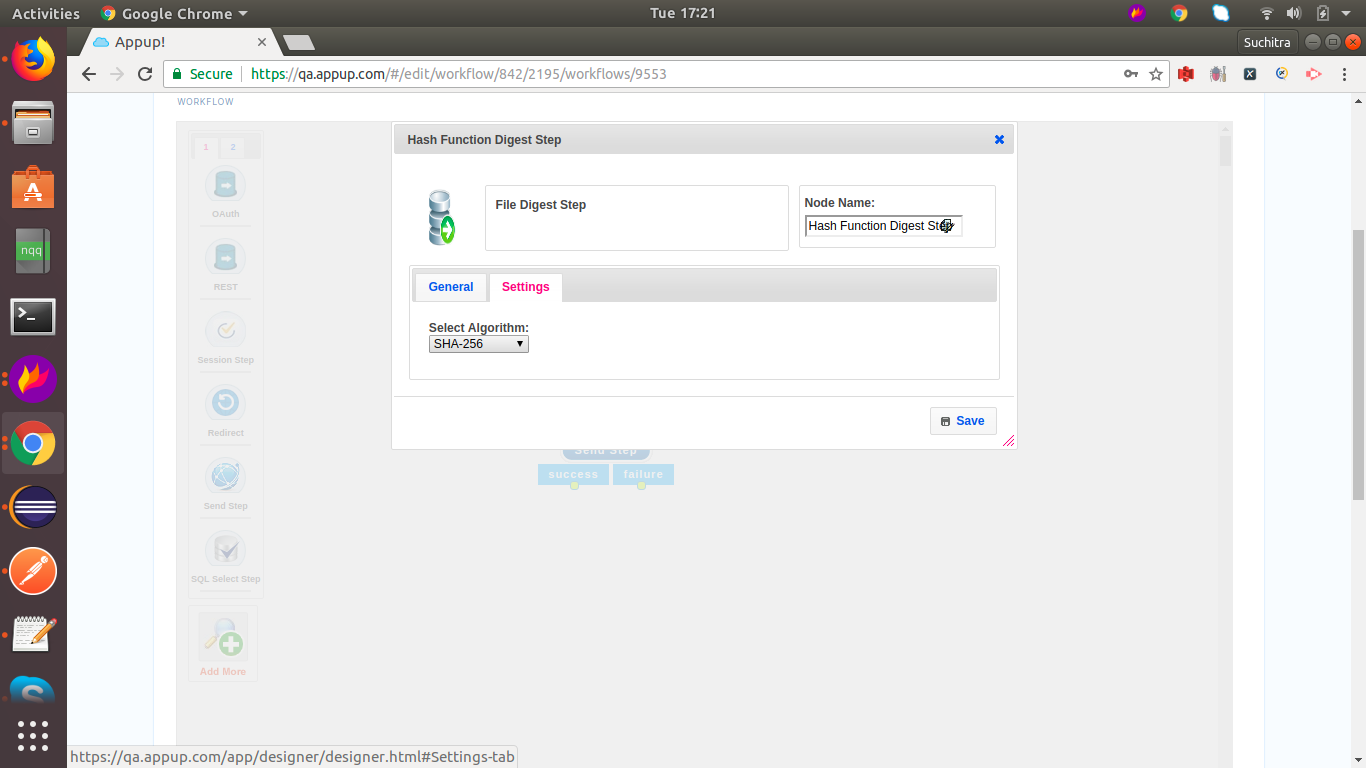 Activities
Google Chrome
Tue 17:21
Appup!
Suchitra
Secure
https://qa.appup.com/#/edit/workflow/842/2195/workflows/9553
WORKFLOW
Hash Function Digest Step
1
2
OAuth
REST
Session Step
Redirect
Send Step
SQL Select Step
Add More
File Digest Step
Node Name:
Hash Function Digest Step
General
Settings
Select Algorithm:
SHA-256
Save
Send Step
success
failure
nqq
https://qa.appup.com/app/designer/designer.html#Settings-tab